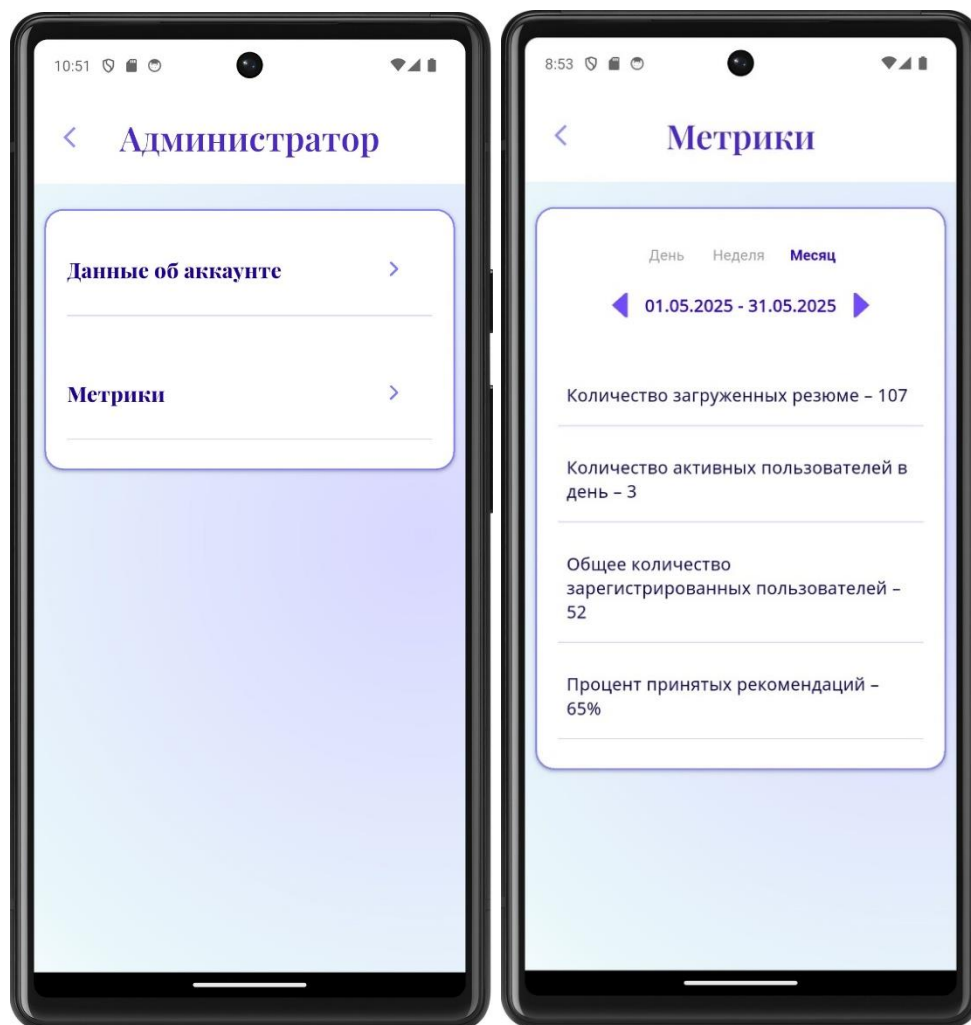 10:51
Администратор
Данные об аккаунте
Метрики
8:53
Метрики
День Неделя Месяц
01.05.2025 - 31.05.2025
Количество загруженных резюме – 107
Количество активных пользователей в
день – 3
Общее количество
зарегистрированных пользователей –
52
Процент принятых рекомендаций –
65%